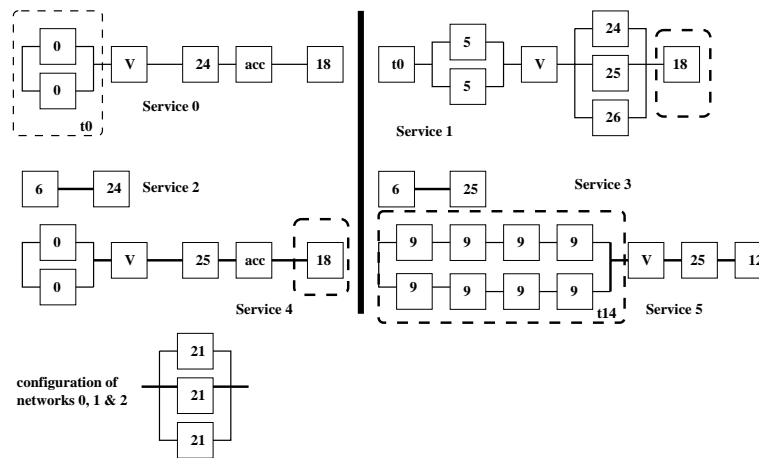 0
0
V
24
acc
18
t0
Service 0
t0
5
5
V
24
25
26
18
Service 1
6
24
Service 2
6
25
Service 3
0
0
V
25
acc
18
Service 4
9 9 9 9
9 9 9 9
t14
V
25
12
Service 5
21
21
21
configuration of
networks 0, 1 & 2